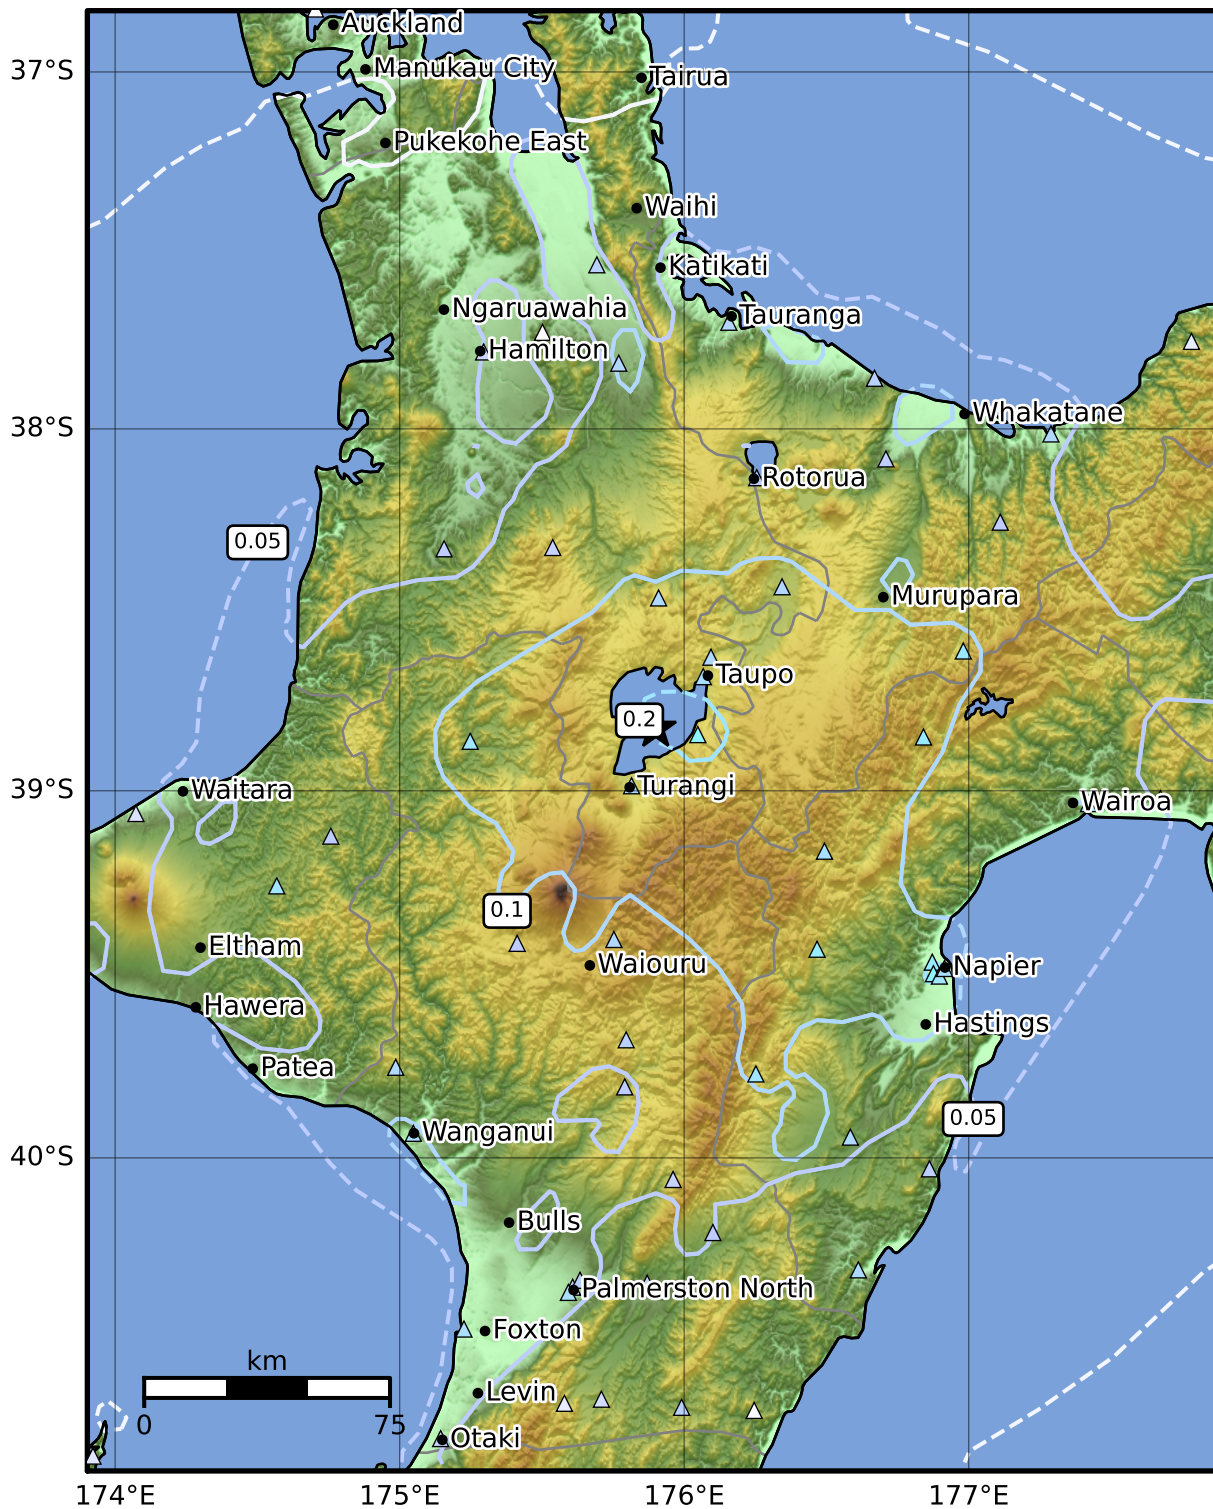 Auckland
Manukau City
37°S
Tairua
Pukekohe East
Waihi
Katikati
Ngaruawahia
Tauranga
Hamilton
Whakatane
38°S
Rotorua
0.05
Murupara
Taupo
0.2
Turangi
39°S
Waitara
Wairoa
0.1
Eltham
Waiouru
Napier
Hawera
Hastings
Patea
0.05
Wanganui
40°S
Bulls
Palmerston North
Foxton
km
Levin
0 75
Otaki
174°E 175°E 176°E 177°E